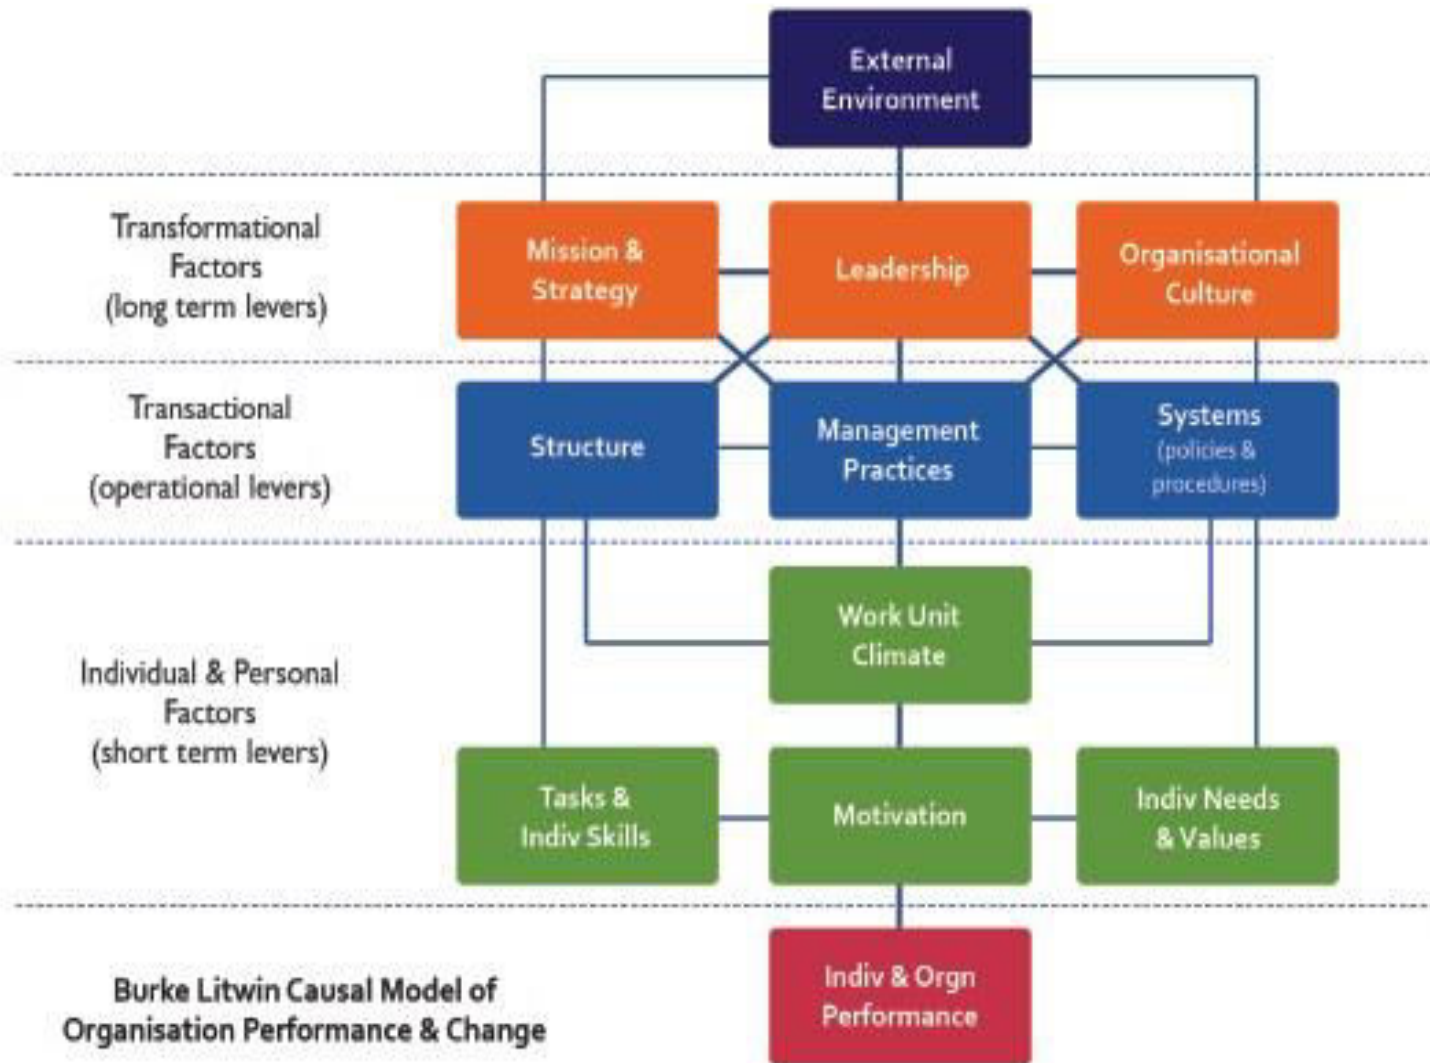 External
Environment
Transformational
Factors
(long term levers)
Mission &
Strategy
Leadership
Organisational
Culture
Transactional
Factors
(operational levers)
Structure
Management
Practices
Systems
(policies &
procedures)
Individual & Personal
Factors
(short term levers)
Work Unit
Climate
Tasks &
Indiv Skills
Motivation
Indiv Needs
& Values
Burke Litwin Causal Model of
Organisation Performance & Change
Indiv & Orgn
Performance